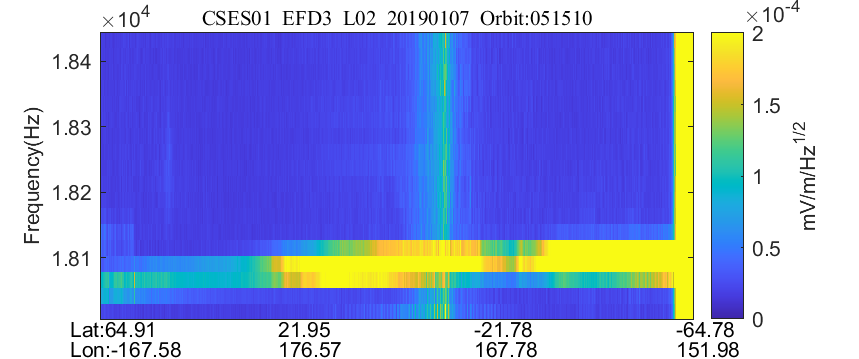 CSES01 EFD3 L02 20190107 Orbit:051510
×10⁴
×10⁻⁴
Frequency(Hz)
1.84
1.83
1.82
1.81
2
1.5
1
0.5
0
mV/m/Hz^1/2
Lat:64.91 21.95 -21.78 -64.78
Lon:-167.58 176.57 167.78 151.98